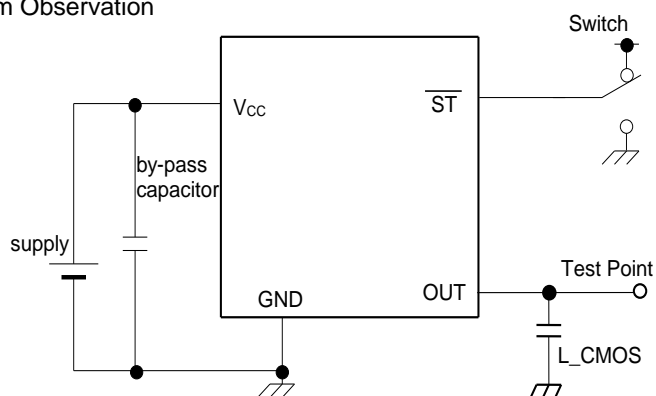 m Observation
Switch
Vcc
ST
by-pass
capacitor
supply
Test Point
GND
OUT
L_CMOS